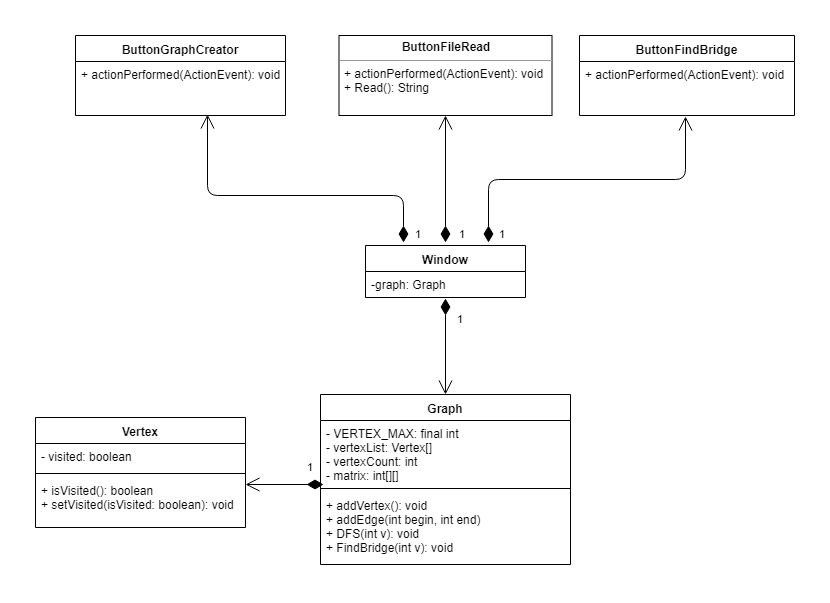 ButtonGraphCreator
+ actionPerformed(ActionEvent): void
ButtonFileRead
+ actionPerformed(ActionEvent): void
+ Read(): String
ButtonFindBridge
+ actionPerformed(ActionEvent): void
1
1
1
Window
-graph: Graph
1
Graph
- VERTEX_MAX: final int
- vertexList: Vertex[]
- vertexCount: int
- matrix: int[][]
+ addVertex(): void
+ addEdge(int begin, int end)
+ DFS(int v): void
+ FindBridge(int v): void
1
Vertex
- visited: boolean
+ isVisited(): boolean
+ setVisited(isVisited: boolean): void